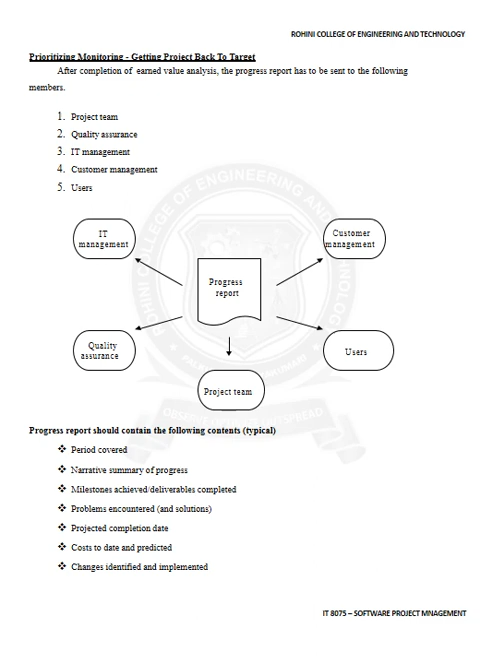 ROHINI COLLEGE OF ENGINEERING AND TECHNOLOGY
Prioritizing Monitoring - Getting Project Back To Target
After completion of earned value analysis, the progress report has to be sent to the following
members.
1. Project team
2. Quality assurance
3. IT management
4. Customer management
5. Users
IT
management
Customer
management
Progress
report
Quality
assurance
Users
Project team
Progress report should contain the following contents (typical)
❖ Period covered
❖ Narrative summary of progress
❖ Milestones achieved/deliverables completed
❖ Problems encountered (and solutions)
❖ Projected completion date
❖ Costs to date and predicted
❖ Changes identified and implemented
IT 8075 – SOFTWARE PROJECT MNAGEMENT